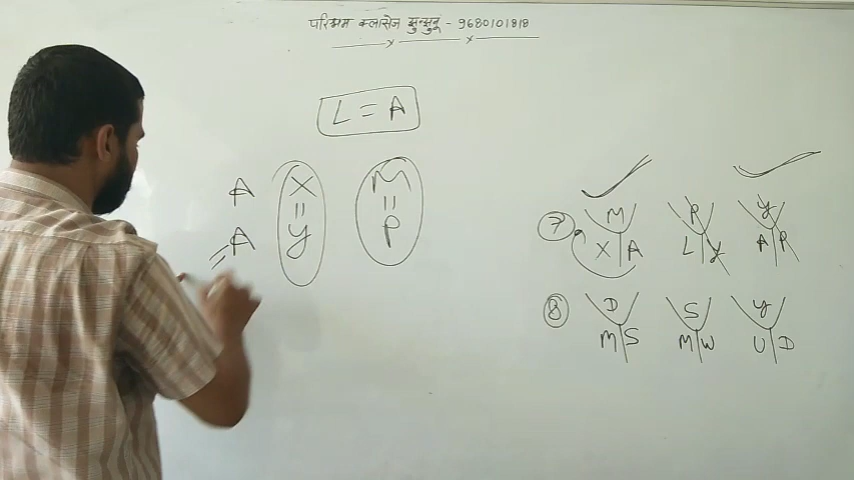 परिश्रम क्लासेज झुन्झुनूं - 9680101818
L = A
A X M
= =
A Y P
=
7 M P Y
X A L Y A P
8 D S Y
M S M W U D